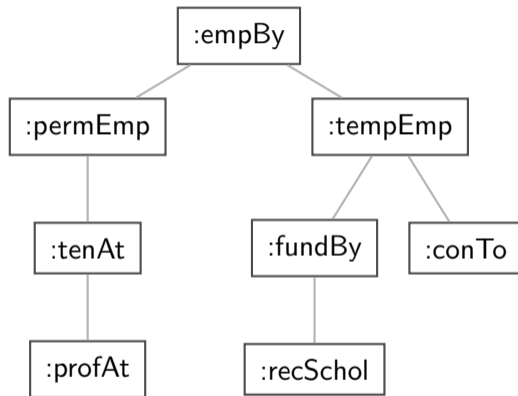 :empBy
:permEmp
:tempEmp
:tenAt
:fundBy
:conTo
:profAt
:recSchol